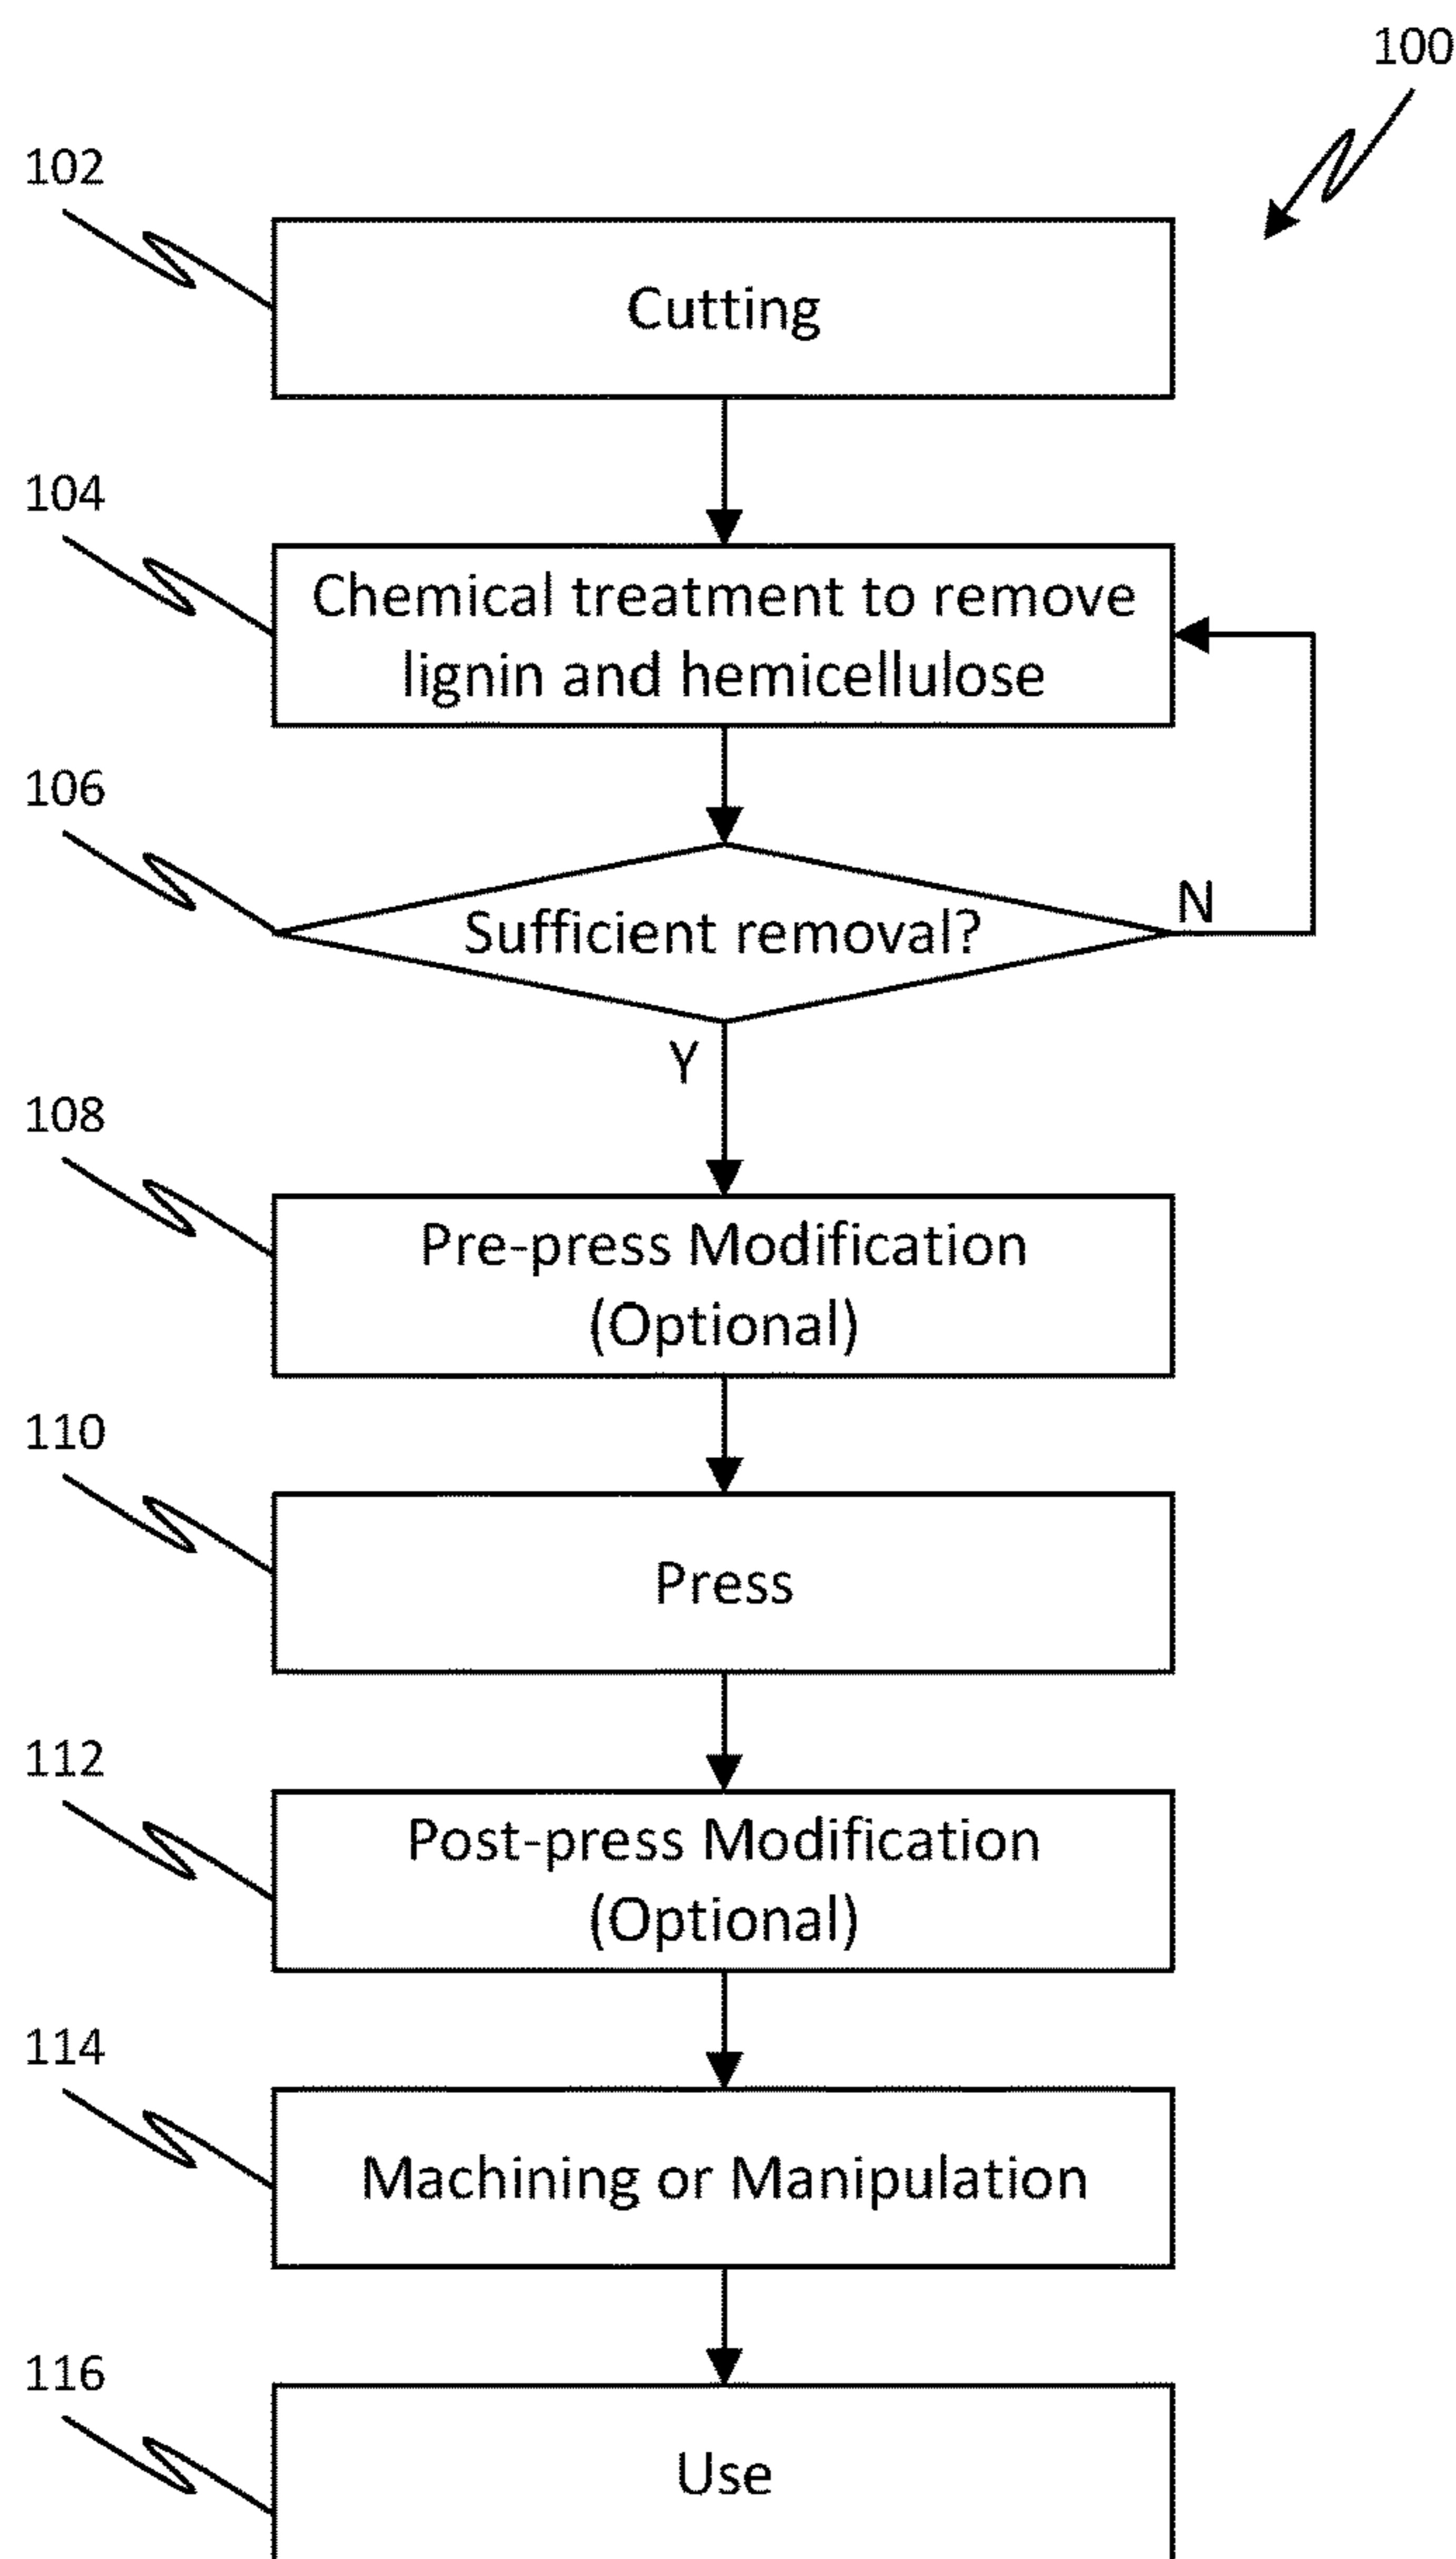 100
102
Cutting
104
Chemical treatment to remove
lignin and hemicellulose
106
Sufficient removal?
N
Y
108
Pre-press Modification
(Optional)
110
Press
112
Post-press Modification
(Optional)
114
Machining or Manipulation
116
Use